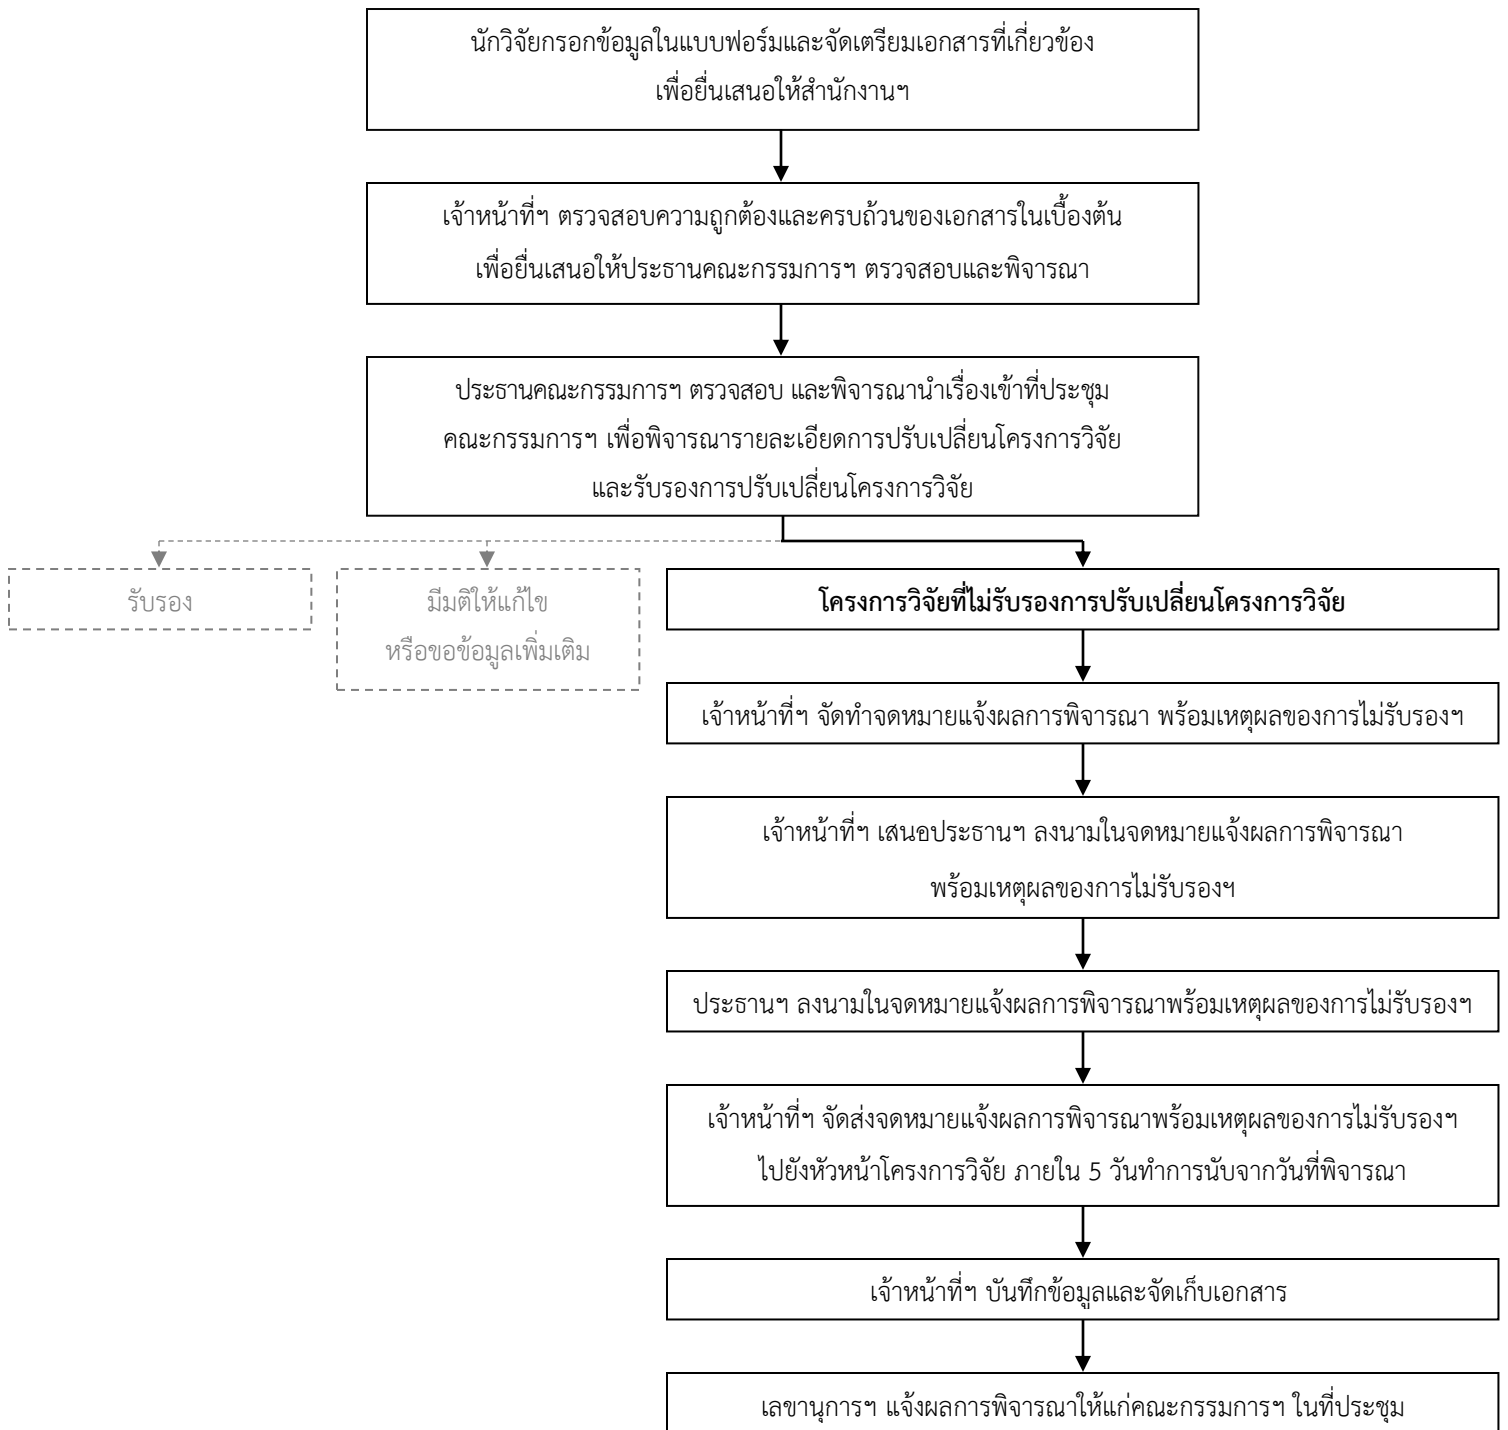 นักวิจัยกรอกข้อมูลในแบบฟอร์มและจัดเตรียมเอกสารที่เกี่ยวข้อง
เพื่อยื่นเสนอให้สำนักงานฯ
เจ้าหน้าที่ฯ ตรวจสอบความถูกต้องและครบถ้วนของเอกสารในเบื้องต้น
เพื่อยื่นเสนอให้ประธานคณะกรรมการฯ ตรวจสอบและพิจารณา
ประธานคณะกรรมการฯ ตรวจสอบ และพิจารณานำเรื่องเข้าที่ประชุม
คณะกรรมการฯ เพื่อพิจารณารายละเอียดการปรับเปลี่ยนโครงการวิจัย
และรับรองการปรับเปลี่ยนโครงการวิจัย
รับรอง
มีมติให้แก้ไข
หรือขอข้อมูลเพิ่มเติม
โครงการวิจัยที่ไม่รับรองการปรับเปลี่ยนโครงการวิจัย
เจ้าหน้าที่ฯ จัดทำจดหมายแจ้งผลการพิจารณา พร้อมเหตุผลของการไม่รับรองฯ
เจ้าหน้าที่ฯ เสนอประธานฯ ลงนามในจดหมายแจ้งผลการพิจารณา
พร้อมเหตุผลของการไม่รับรองฯ
ประธานฯ ลงนามในจดหมายแจ้งผลการพิจารณาพร้อมเหตุผลของการไม่รับรองฯ
เจ้าหน้าที่ฯ จัดส่งจดหมายแจ้งผลการพิจารณาพร้อมเหตุผลของการไม่รับรองฯ
ไปยังหัวหน้าโครงการวิจัย ภายใน 5 วันทำการนับจากวันที่พิจารณา
เจ้าหน้าที่ฯ บันทึกข้อมูลและจัดเก็บเอกสาร
เลขานุการฯ แจ้งผลการพิจารณาให้แก่คณะกรรมการฯ ในที่ประชุม